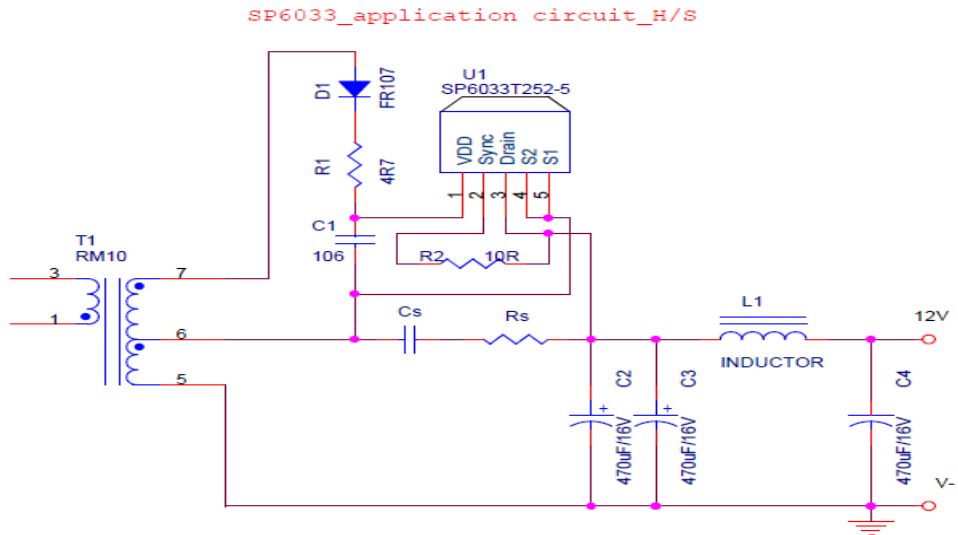 SP6033_application circuit_H/S
U1
SP6033T252-5
D1
FR107
VDD
Sync
Drain
S2
S1
1
2
3
4
5
R1
4R7
C1
106
R2
10R
T1
RM10
3
1
7
6
5
Cs
Rs
L1
INDUCTOR
12V
C2
470uF/16V
+
C3
470uF/16V
+
C4
470uF/16V
V-